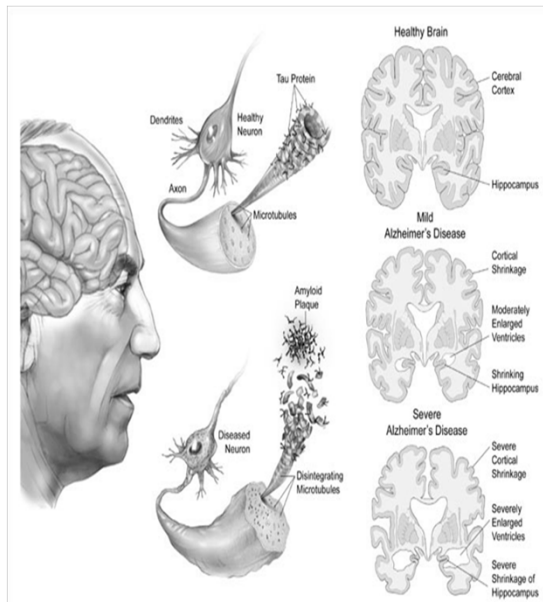 Healthy Brain
Cerebral
Cortex
Hippocampus
Tau Protein
Dendrites
Healthy
Neuron
Axon
Microtubules
Mild
Alzheimer's Disease
Cortical
Shrinkage
Moderately
Enlarged
Ventricles
Shrinking
Hippocampus
Amyloid
Plaque
Diseased
Neuron
Disintegrating
Microtubules
Severe
Alzheimer's Disease
Severe
Cortical
Shrinkage
Severely
Enlarged
Ventricles
Severe
Shrinkage of
Hippocampus